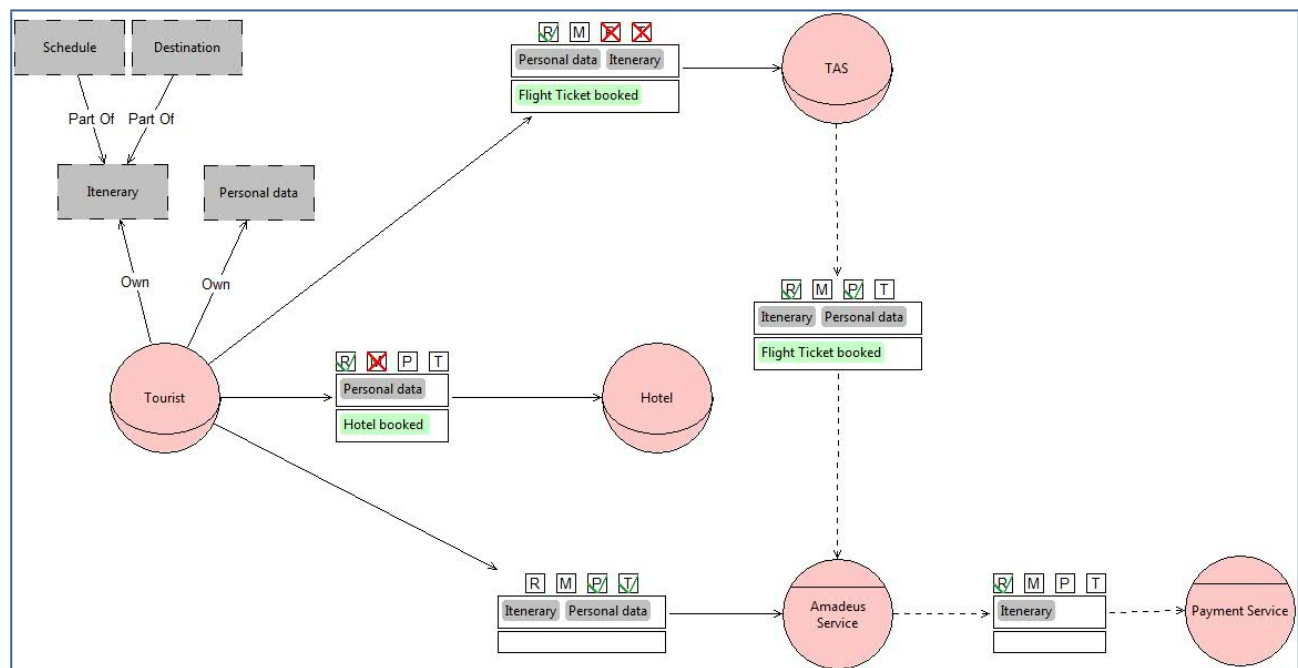 Schedule
Destination
Part Of
Part Of
Itenerary
Personal data
Own
Own
Tourist
R M P T
Personal data Itenerary
Flight Ticket booked
TAS
R M P T
Personal data
Hotel booked
Hotel
R M P T
Itenerary Personal data
Flight Ticket booked
R M P T
Itenerary Personal data
Amadeus
Service
R M P T
Itenerary
Payment Service